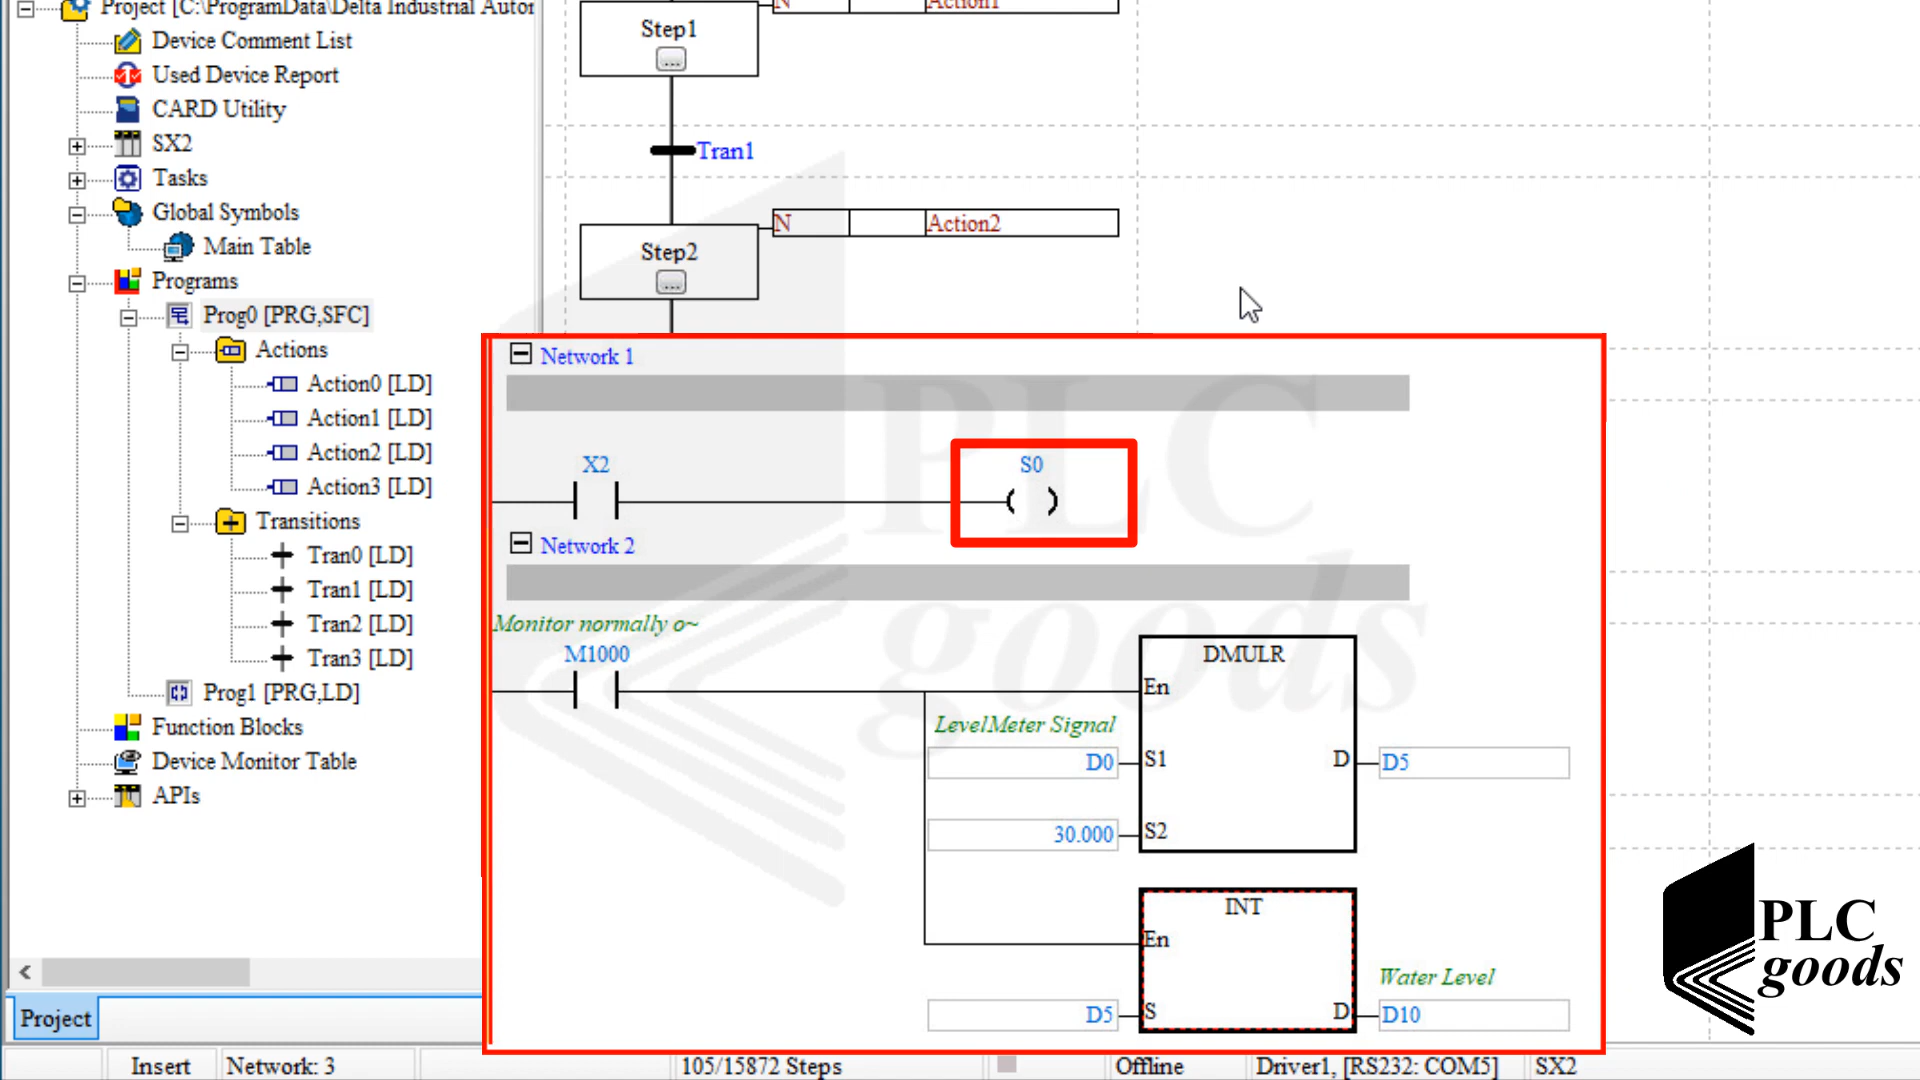 Project [C:\ProgramData\Delta Industrial Autor
Device Comment List
Used Device Report
CARD Utility
SX2
Tasks
Global Symbols
Main Table
Programs
Prog0 [PRG,SFC]
Actions
Action0 [LD]
Action1 [LD]
Action2 [LD]
Action3 [LD]
Transitions
Tran0 [LD]
Tran1 [LD]
Tran2 [LD]
Tran3 [LD]
Prog1 [PRG,LD]
Function Blocks
Device Monitor Table
APIs
Project
N Action1
Step1
...
Tran1
N Action2
Step2
...
Network 1
X2 S0
( )
Network 2
Monitor normally o~
M1000
DMULR
En
LevelMeter Signal
D0 S1 D D5
30.000 S2
INT
En
Water Level
D5 S D D10
PLC
goods
PLC
goods
Insert Network: 3 105/15872 Steps Offline Driver1, [RS232: COM5] SX2